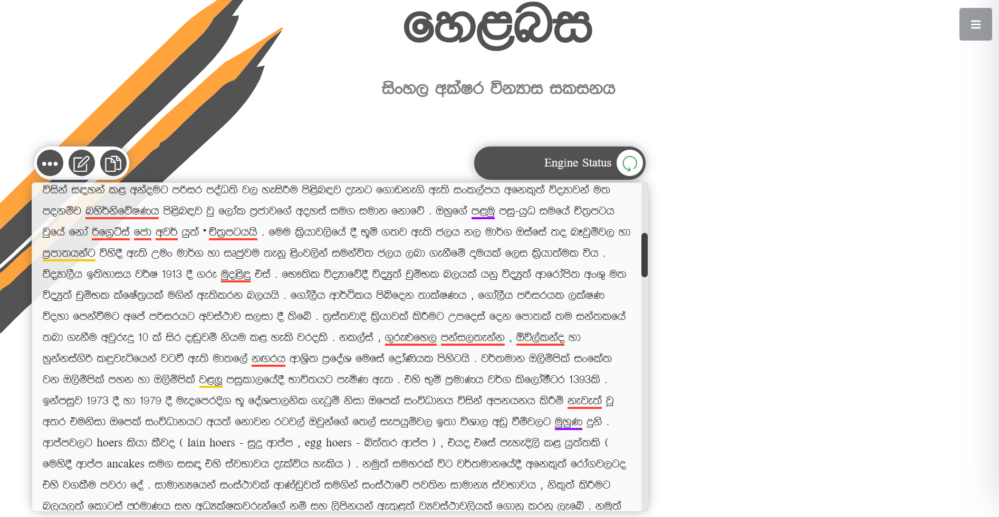 හෙළබස
සිංහල අක්ෂර වින්‍යාස සකසනය
Engine Status
විසින් සඳහන් කළ අන්දමට පරිසර පද්ධති වල හැසිරීම පිළිබඳව දැනට ගොඩනැගි ඇති සංකල්පය අනෙකුත් විද්‍යාවන් මත
පදනම්ව බහිර්නිවේෂණය පිළිබඳව වු ලෝක ප්‍රජාවගේ අදහස් සමග සමාන නොවේ . ඔහුගේ පළමු පසු-යුධ සමයේ චිත්‍රපටය
වුයේ නෝ රිග්‍රෙට්ස් ජො අවර් යුත් ' චිත්‍රපටයයි . මෙම ක්‍රියාවලියේ දී භූමි ගතව ඇති ජලය නල මාර්ග ඔස්සේ තද බෑවුම්වල හා
ප්‍රපාතයන්ට විහිදී ඇති උමං මාර්ග හා සෘජුවම තැනූ ළිංවලින් සමන්විත ජලය ලබා ගැනීමේ දාමයක් ලෙස ක්‍රියාත්මක විය .
විද්‍යාලීය ඉතිහාසය වර්ෂ 1913 දී ගරු මුදළිඳු එස් . භෞතික විද්‍යාවේදී විද්‍යුත් චුම්භක බලයක් යනු විද්‍යුත් ආරෝපිත අංශු මත
විද්‍යුත් චුම්භක ක්ෂේත්‍රයක් මගින් ඇතිකරන බලයයි . ගෝලීය ආර්ථිකය පිබිදෙන තාක්ෂණය , ගෝලීය පරිසරයක ලක්ෂණ
විදහා පෙන්වීමට අපේ පරිසරයට අවස්ථාව සලසා දී තිබේ . ත්‍රස්තවාදි ක්‍රියාවක් කිරීමට උපදෙස් දෙන පොතක් තම සන්තකයේ
තබා ගැනීම අවුරුදු 10 ක් සිර දඬුවම් නියම කළ හැකි වරදකි . නකල්ස් , ගුරුළුහෙල පන්සලතැන්න , ඕවිල්කන්ද හා
හුන්නස්ගිරි කඳුවැටියෙන් වටවී ඇති මාතලේ නඟරය ආශ්‍රිත ප්‍රදේශ මෙසේ ද්‍රෝණියක පිහිටයි . වර්තමාන ඔලිම්පික් සංකේත
වන ඔලිම්පික් පහන හා ඔලිම්පික් වළලූ පසුකාලයේදී භාවිතයට පැමිණ ඇත . එහි භුමි ප්‍රමාණය වර්ග කිලෝමීටර 1393කි .
ඉන්පසුව 1973 දී හා 1979 දී මැදපෙරදිග භූ දේශපාලනික ගැටුම් නිසා ඔපෙක් සංවිධානය විසින් අපනයනය කිරීම් නැවැත් වූ
අතර එමනිසා ඔපෙක් සංවිධානයට අයත් නොවන රටවල් ඔවුන්ගේ තෙල් සැපයුම්වල ඉතා විශාල අඩු වීම්වලට මුහුණ දුනි .
ආප්පවලට hoers කියා කීවද ( lain hoers - සුදු ආප්ප , egg hoers - බිත්තර ආප්ප ) , එයද එසේ පැහැදිලි කළ යුත්තකි (
මෙහිදී ආප්ප ancakes සමග සසඳා එහි ස්වභාවය දැක්විය හැකිය ) . නමුත් සමහරක් විට වර්තමානයේදී අනෙකුත් රෝගවලටද
එහි වගකීම පවරා දේ . සාමාන්‍යයෙන් සංස්ථාවක් ආණ්ඩුවත් සමගින් සංස්ථාවේ පවතින සාමාන්‍ය ස්වභාවය , නිකුත් කිරීමට
බලයලත් කොටස් ප්‍රමාණය සහ අධ්‍යක්ෂකවරුන්ගේ නම් සහ ලිපිනයන් ඇතුළත් ව්‍යවස්ථාවලියක් ගොනු කරනු ලැබේ . නමුත්